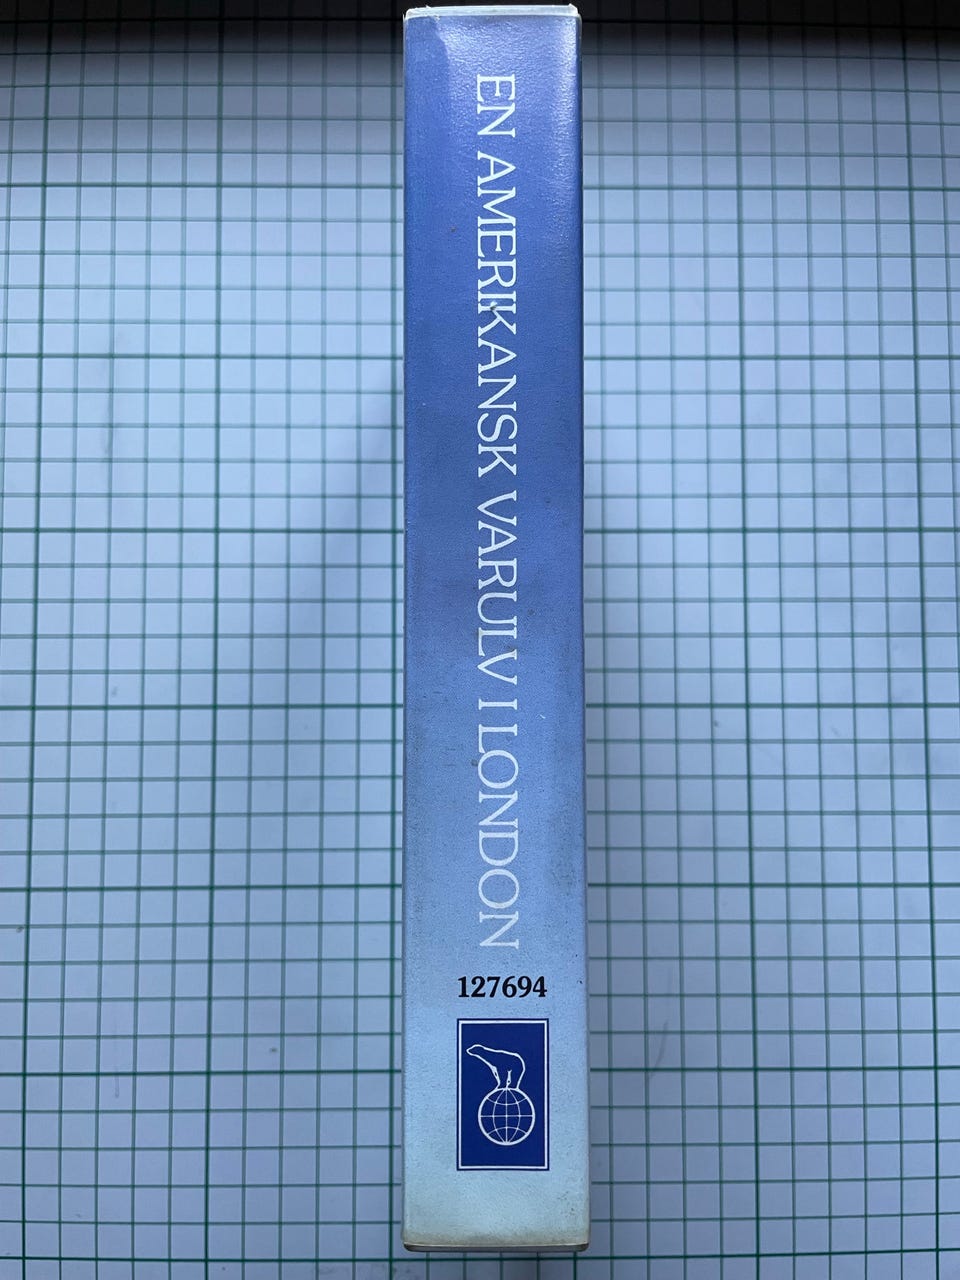 EN AMERIKANSK VARULV I LONDON
127694